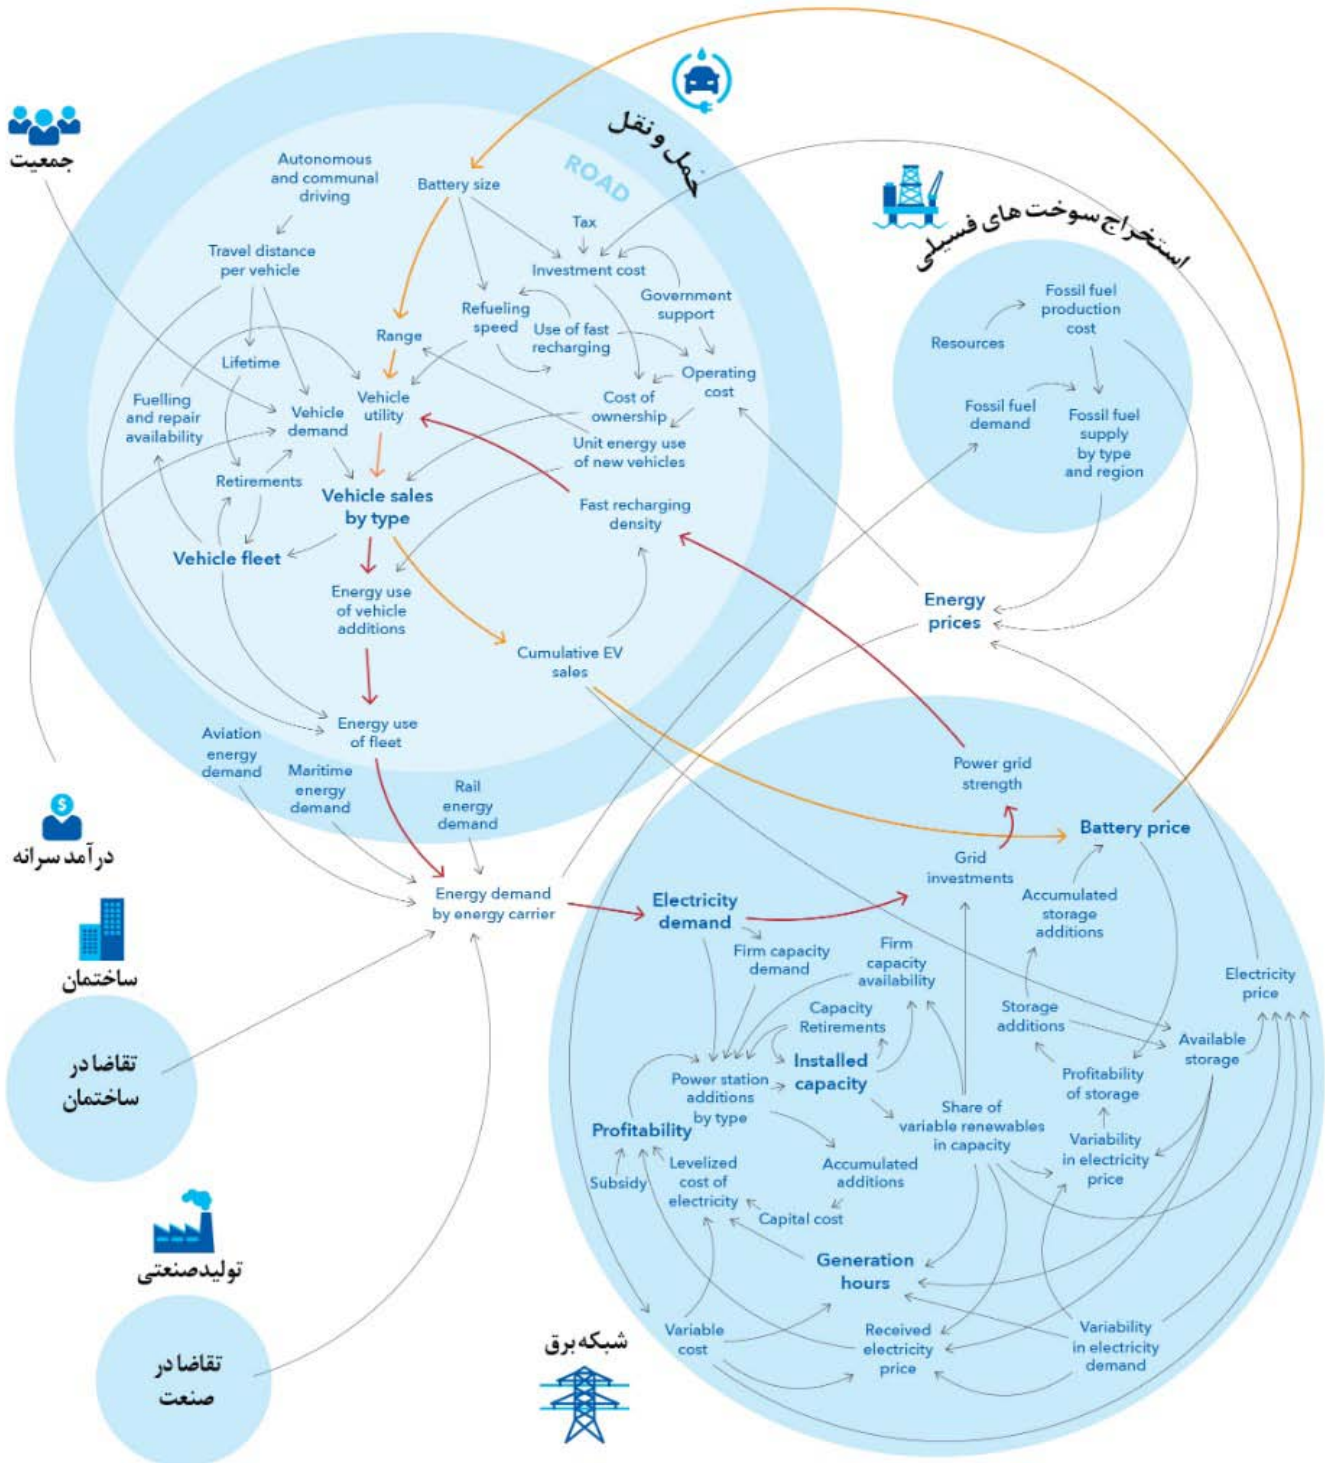 حمل و نقل
ROAD
جمعیت
Autonomous
and communal
driving
Battery size
Tax
Travel distance
per vehicle
Investment cost
Government
support
Refueling
speed
Use of fast
recharging
Range
Lifetime
Operating
cost
Fuelling
and repair
availability
Vehicle
demand
Vehicle
utility
Cost of
ownership
Unit energy use
of new vehicles
Retirements
Vehicle sales
by type
Fast recharging
density
Vehicle fleet
Energy use
of vehicle
additions
Cumulative EV
sales
Energy use
of fleet
Aviation
energy
demand
Maritime
energy
demand
Rail
energy
demand
استخراج سوخت های فسیلی
Fossil fuel
production
cost
Resources
Fossil fuel
demand
Fossil fuel
supply
by type
and region
Energy
prices
درآمد سرانه
Energy demand
by energy carrier
ساختمان
تقاضا در
ساختمان
تولید صنعتی
تقاضا در
صنعت
شبکه برق
Power grid
strength
Battery price
Grid
investments
Electricity
demand
Accumulated
storage
additions
Firm capacity
demand
Firm
capacity
availability
Electricity
price
Capacity
Retirements
Storage
additions
Available
storage
Installed
capacity
Power station
additions
by type
Profitability
of storage
Share of
variable renewables
in capacity
Profitability
Variability
in electricity
price
Subsidy
Levelized
cost of
electricity
Accumulated
additions
Capital cost
Generation
hours
Variable
cost
Received
electricity
price
Variability
in electricity
demand